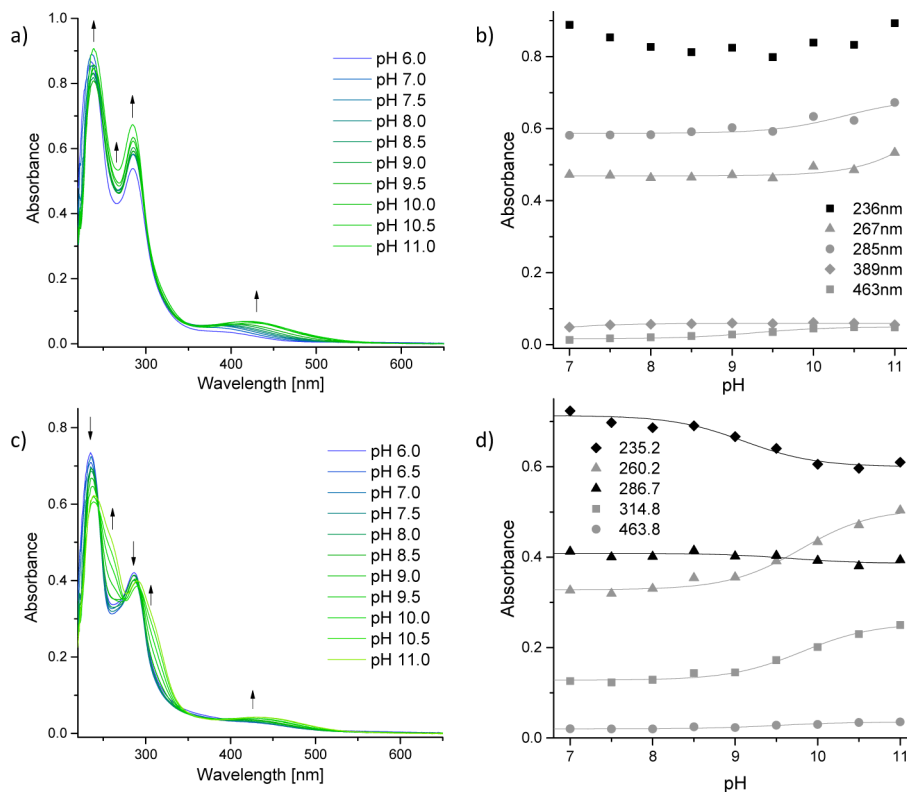 a)
Absorbance
1.0
0.8
0.6
0.4
0.2
0.0
300
400
500
600
Wavelength [nm]
pH 6.0
pH 7.0
pH 7.5
pH 8.0
pH 8.5
pH 9.0
pH 9.5
pH 10.0
pH 10.5
pH 11.0
b)
Absorbance
0.8
0.6
0.4
0.2
0.0
7
8
9
10
11
pH
236nm
267nm
285nm
389nm
463nm
c)
Absorbance
0.8
0.6
0.4
0.2
0.0
300
400
500
600
Wavelength [nm]
pH 6.0
pH 6.5
pH 7.0
pH 7.5
pH 8.0
pH 8.5
pH 9.0
pH 9.5
pH 10.0
pH 10.5
pH 11.0
d)
Absorbance
0.6
0.4
0.2
0.0
7
8
9
10
11
pH
235.2
260.2
286.7
314.8
463.8